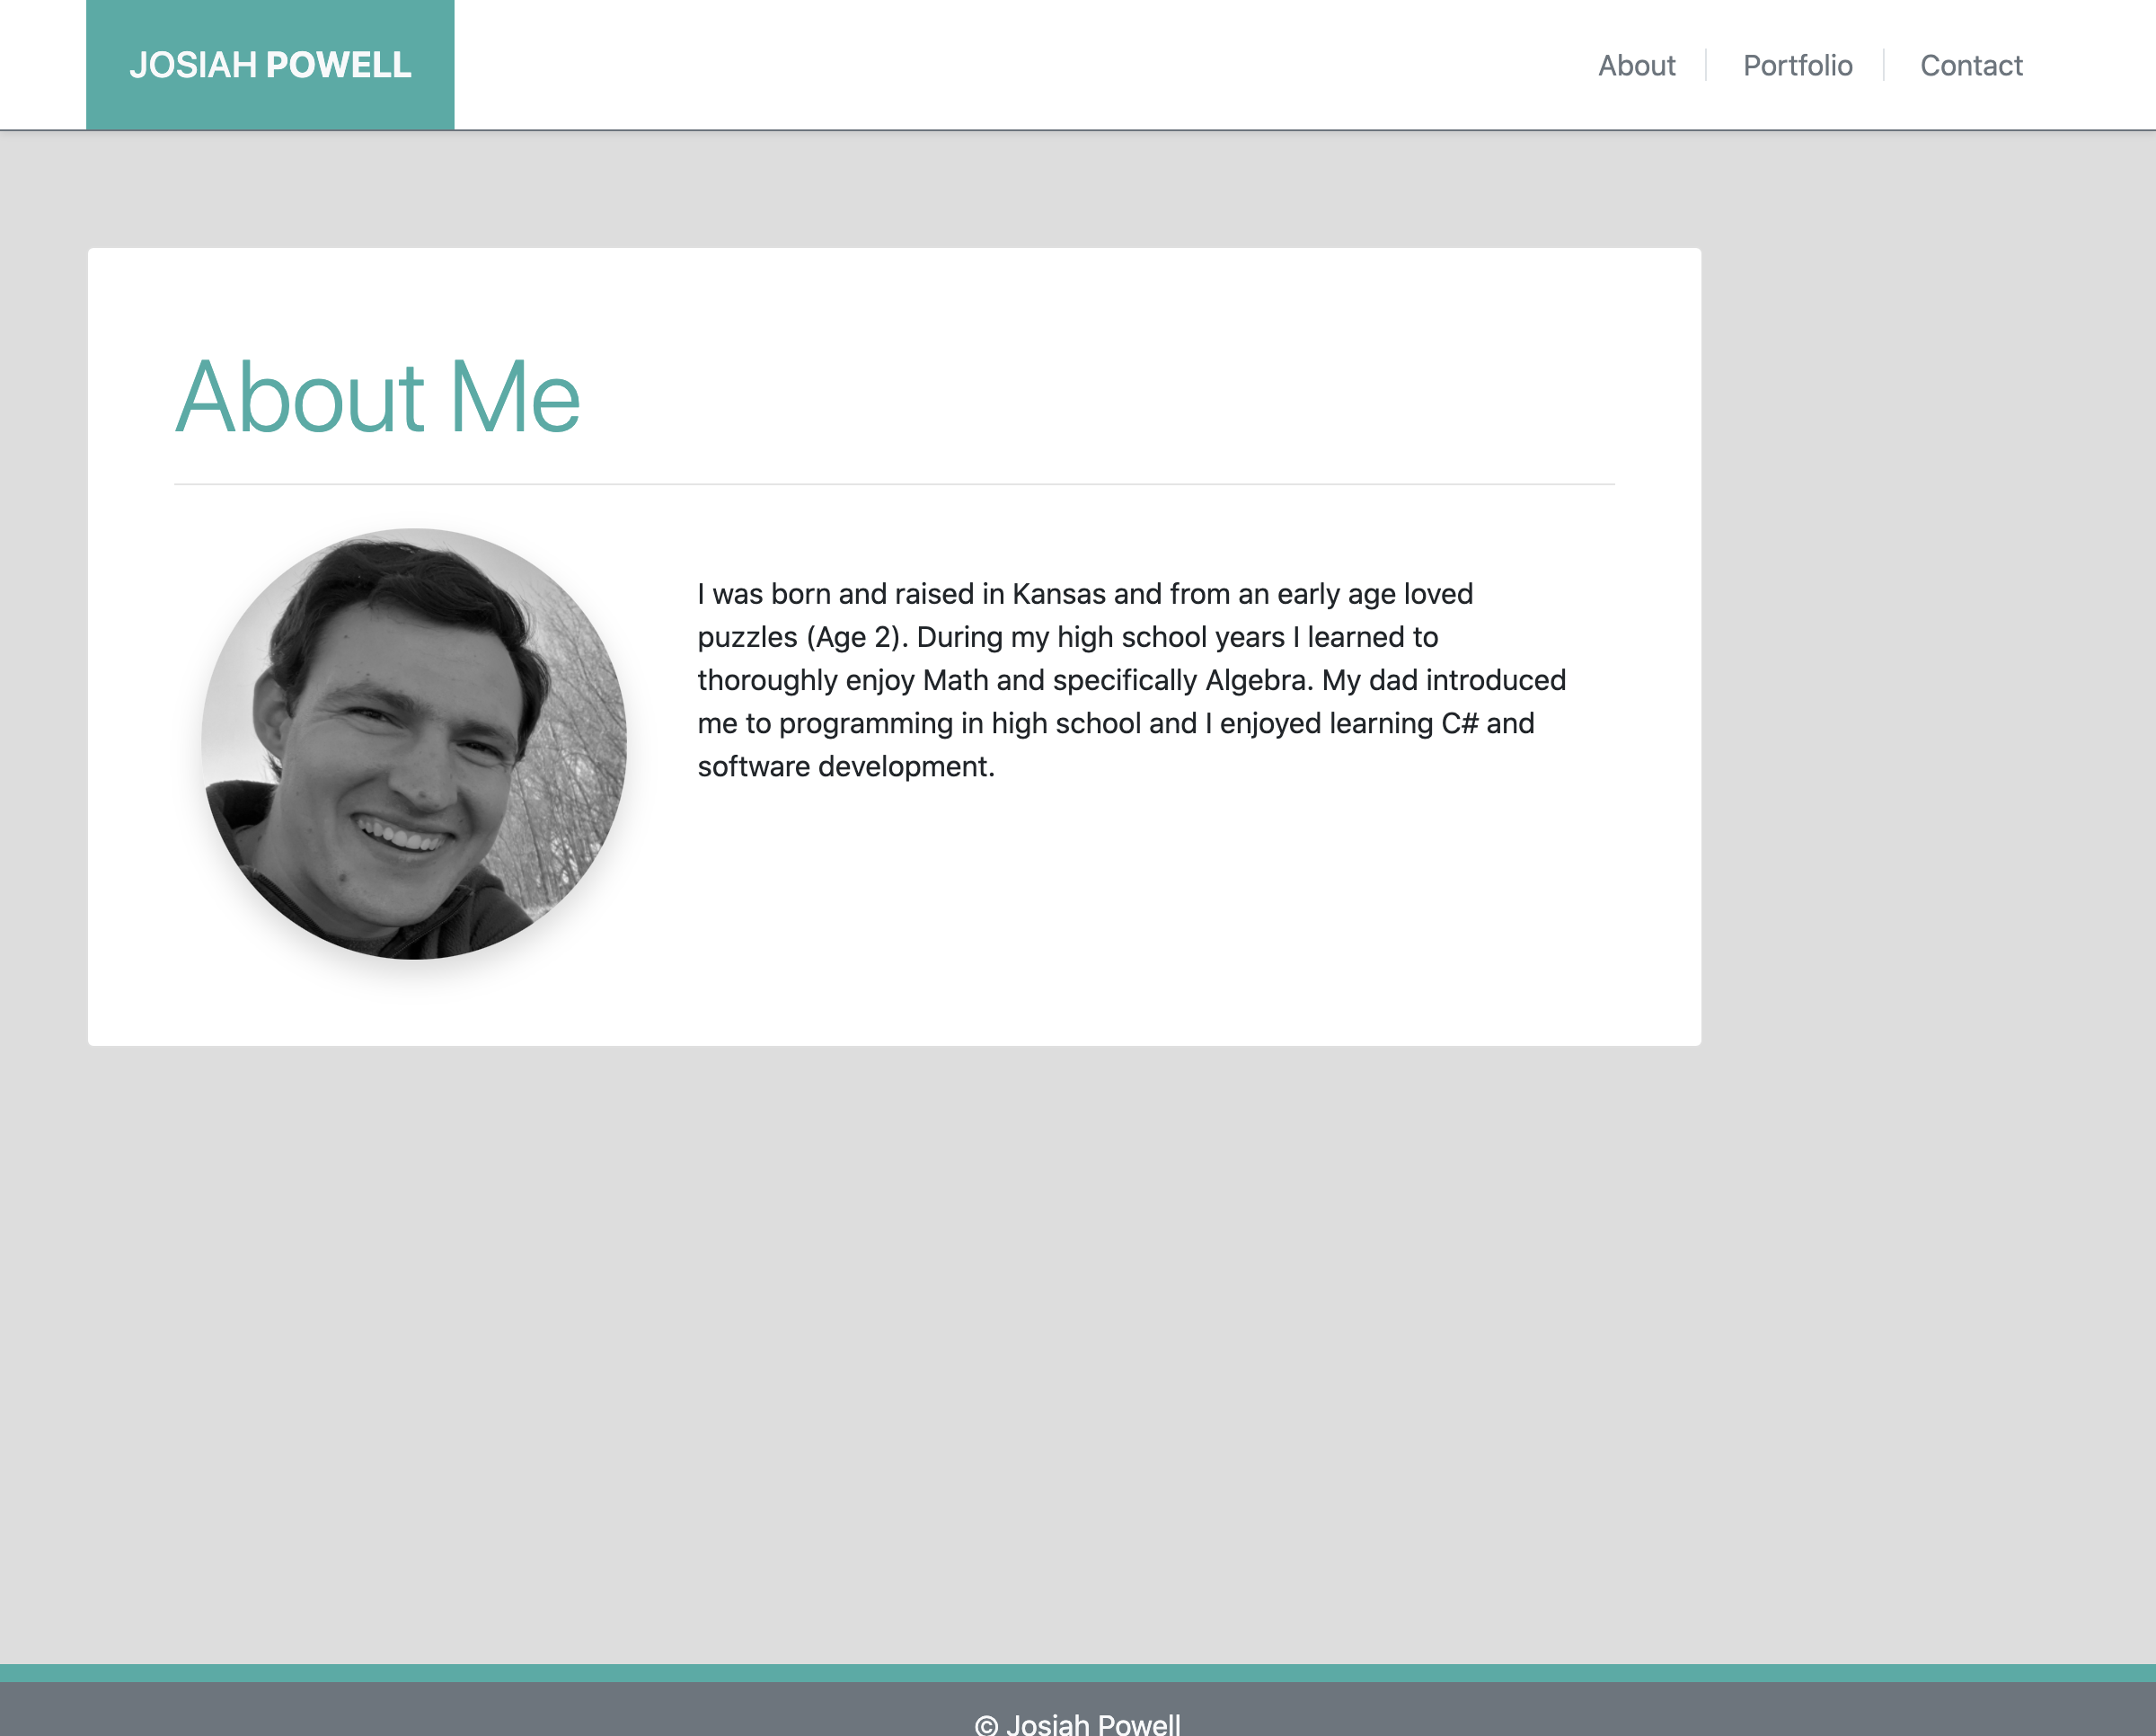 JOSIAH POWELL
About
Portfolio
Contact
About Me
I was born and raised in Kansas and from an early age loved
puzzles (Age 2). During my high school years I learned to
thoroughly enjoy Math and specifically Algebra. My dad introduced
me to programming in high school and I enjoyed learning C# and
software development.
© Josiah Powell